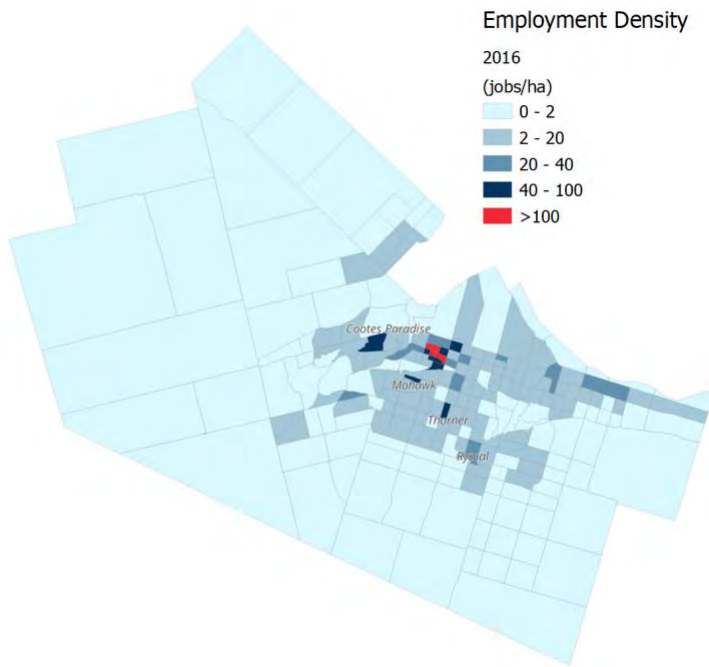 Employment Density
2016
(jobs/ha)
0 - 2
2 - 20
20 - 40
40 - 100
>100
Cootes Paradise
Mohawk
Thorner
Rymal